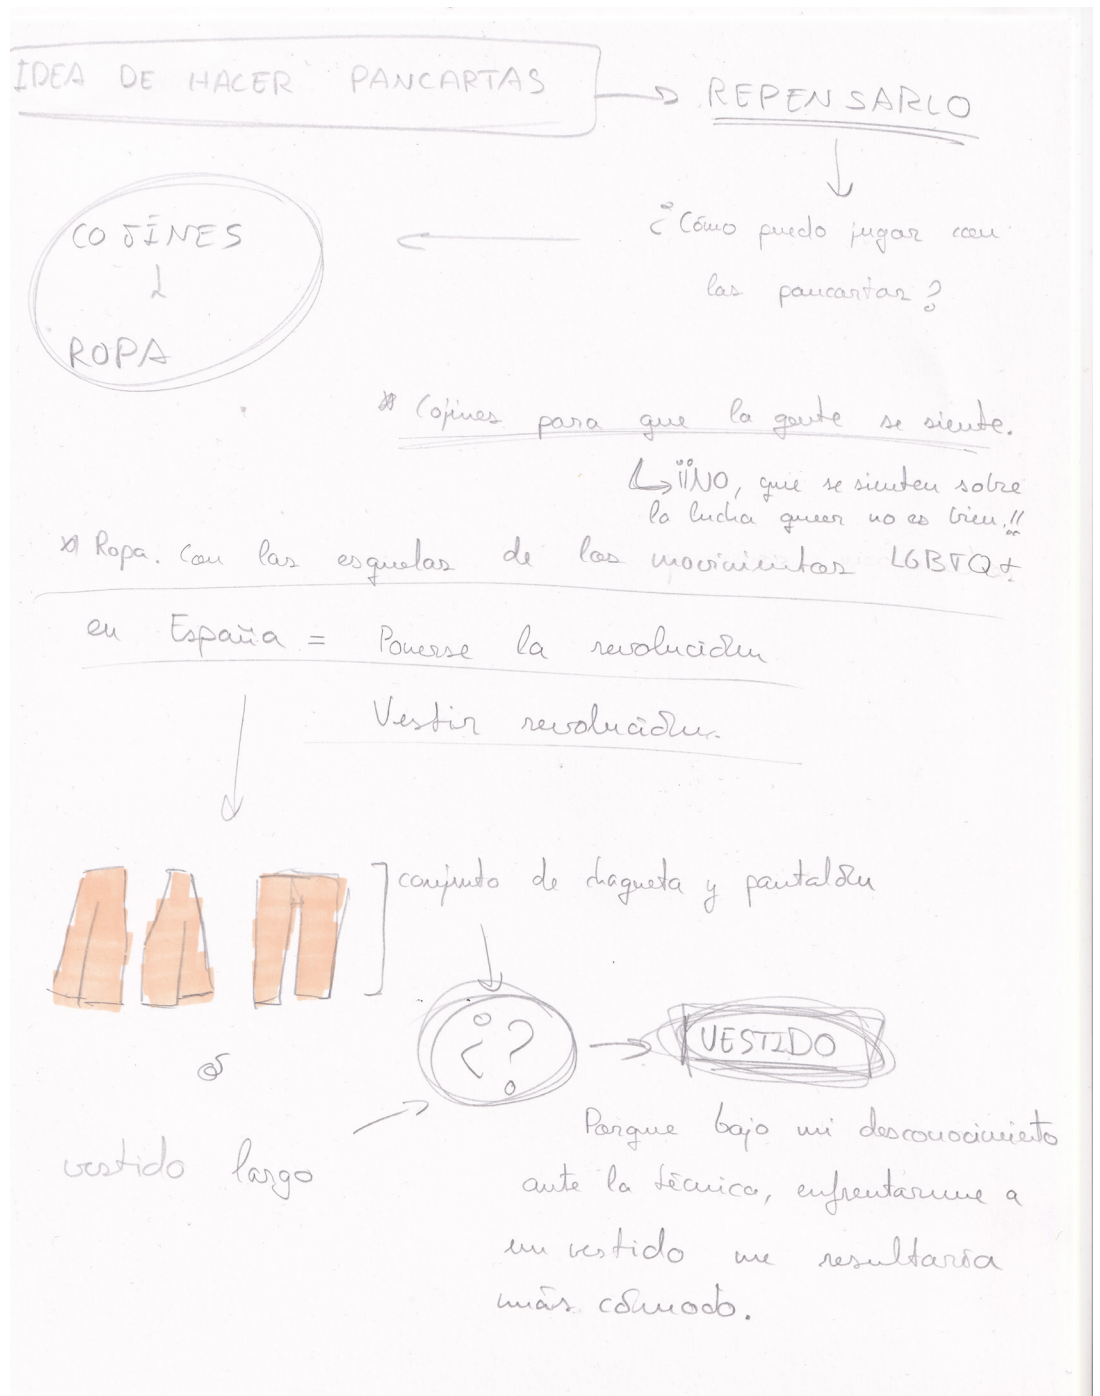 IDEA DE HACER PANCARTAS
REPENSARLO
¿Cómo puedo jugar con
las pancartas?
COJINES
ROPA
* Cojines para que la gente se siente.
¡¡NO, que se sienten sobre
la lucha queer no es bien!!
* Ropa. Con las esquelas de los movimientos LGBTQ+
en España = Ponerse la revolución
Vestir revolución.
conjunto de chaqueta y pantalón
¿?
VESTIDO
ó
vestido largo
Porque bajo mi desconocimiento
ante la técnica, enfrentarme a
un vestido me resultaría
más cómodo.